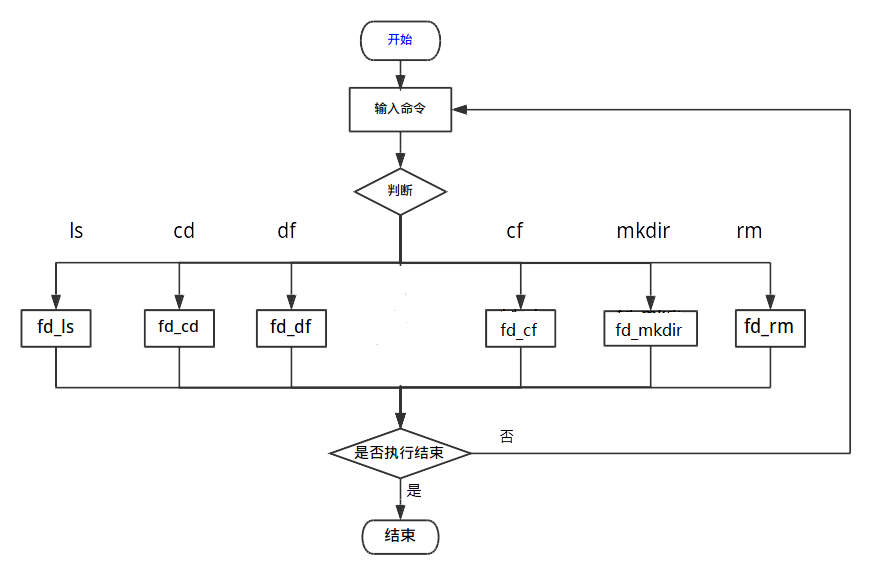 开始
输入命令
判断
ls
cd
df
cf
mkdir
rm
fd_ls
fd_cd
fd_df
fd_cf
fd_mkdir
fd_rm
是否执行结束
否
是
结束